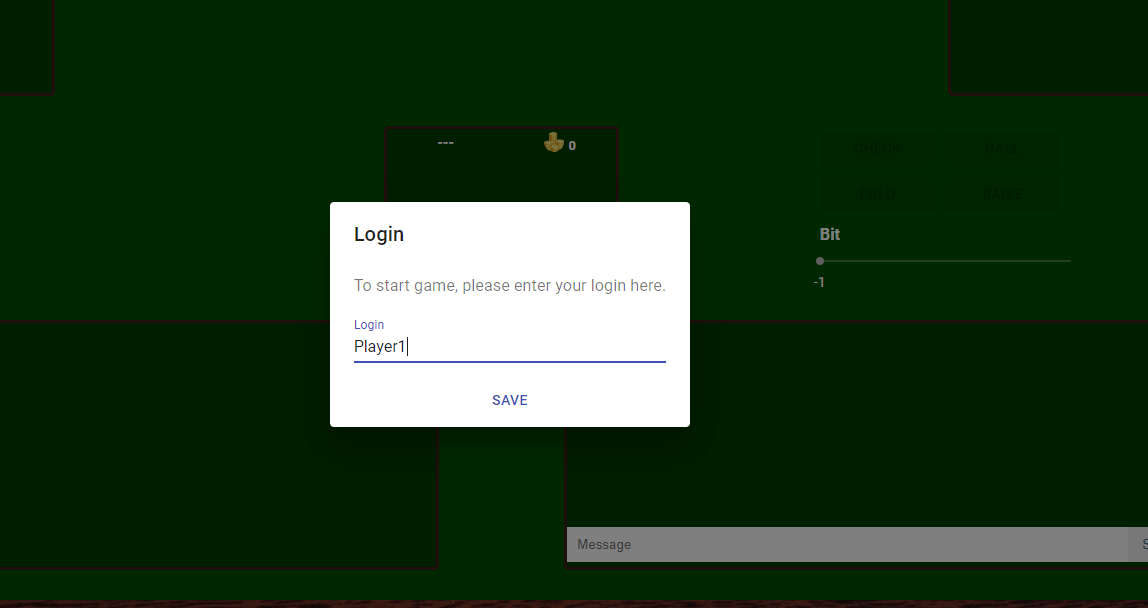 --- 0
CHECK CALL
FOLD RAISE
Login
Bit
To start game, please enter your login here.
-1
Login
Player1
SAVE
Message S